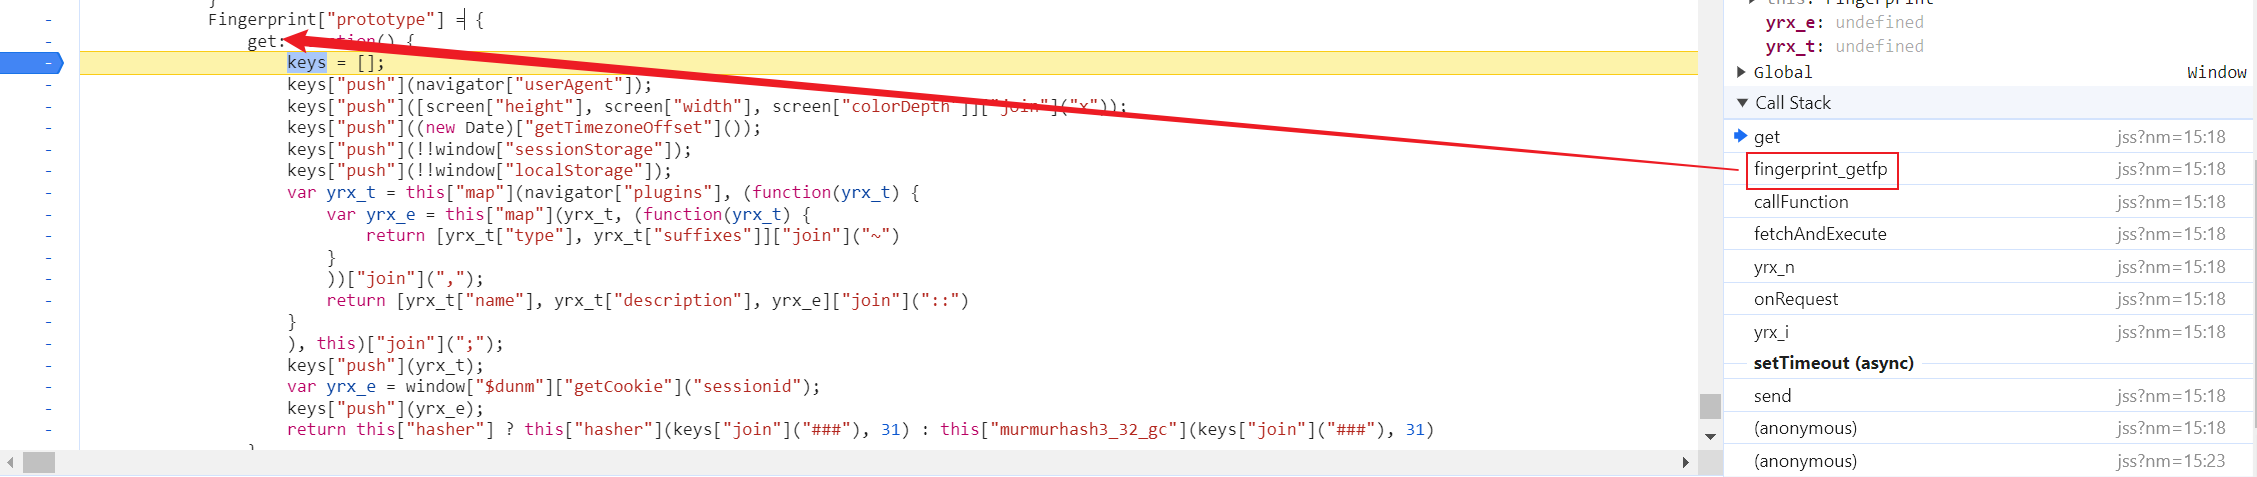 }
Fingerprint["prototype"] = {
get: function() {
keys = [];
keys["push"](navigator["userAgent"]);
keys["push"]([screen["height"], screen["width"], screen["colorDepth"]]["join"]("x"));
keys["push"]((new Date)["getTimezoneOffset"]());
keys["push"](!!window["sessionStorage"]);
keys["push"](!!window["localStorage"]);
var yrx_t = this["map"](navigator["plugins"], (function(yrx_t) {
var yrx_e = this["map"](yrx_t, (function(yrx_t) {
return [yrx_t["type"], yrx_t["suffixes"]]["join"]("~")
}
))["join"](",");
return [yrx_t["name"], yrx_t["description"], yrx_e]["join"]("::")
}
), this)["join"](";");
keys["push"](yrx_t);
var yrx_e = window["$dunm"]["getCookie"]("sessionid");
keys["push"](yrx_e);
return this["hasher"] ? this["hasher"](keys["join"]("###"), 31) : this["murmurhash3_32_gc"](keys["join"]("###"), 31)
this: Fingerprint
yrx_e: undefined
yrx_t: undefined
Global Window
Call Stack
get jss?nm=15:18
fingerprint_getfp jss?nm=15:18
callFunction jss?nm=15:18
fetchAndExecute jss?nm=15:18
yrx_n jss?nm=15:18
onRequest jss?nm=15:18
yrx_i jss?nm=15:18
setTimeout (async)
send jss?nm=15:18
(anonymous) jss?nm=15:18
(anonymous) jss?nm=15:23